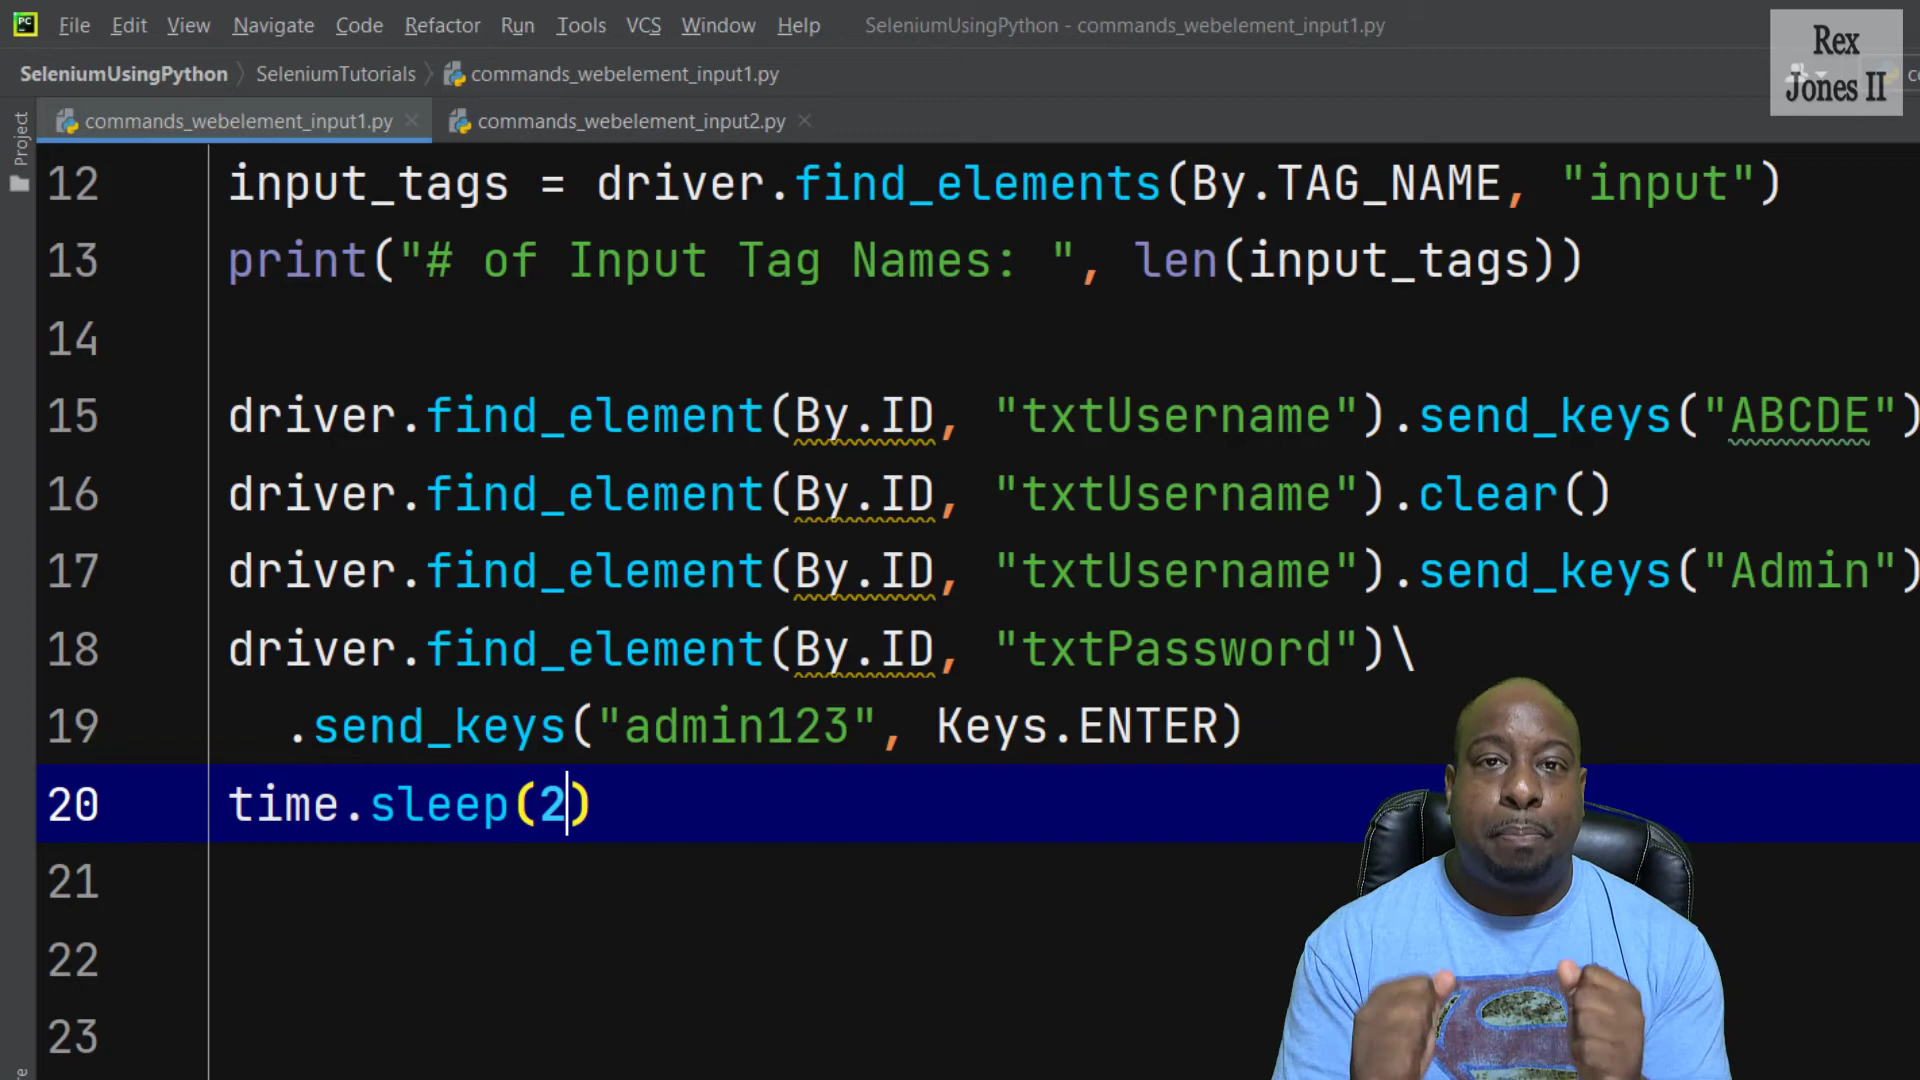 File Edit View Navigate Code Refactor Run Tools VCS Window Help SeleniumUsingPython - commands_webelement_input1.py
Rex
Jones II
SeleniumUsingPython SeleniumTutorials commands_webelement_input1.py
commands_webelement_input1.py commands_webelement_input2.py
Project
12 input_tags = driver.find_elements(By.TAG_NAME, "input")
13 print("# of Input Tag Names: ", len(input_tags))
14
15 driver.find_element(By.ID, "txtUsername").send_keys("ABCDE")
16 driver.find_element(By.ID, "txtUsername").clear()
17 driver.find_element(By.ID, "txtUsername").send_keys("Admin")
18 driver.find_element(By.ID, "txtPassword")\
19 .send_keys("admin123", Keys.ENTER)
20 time.sleep(2)
21
22
23